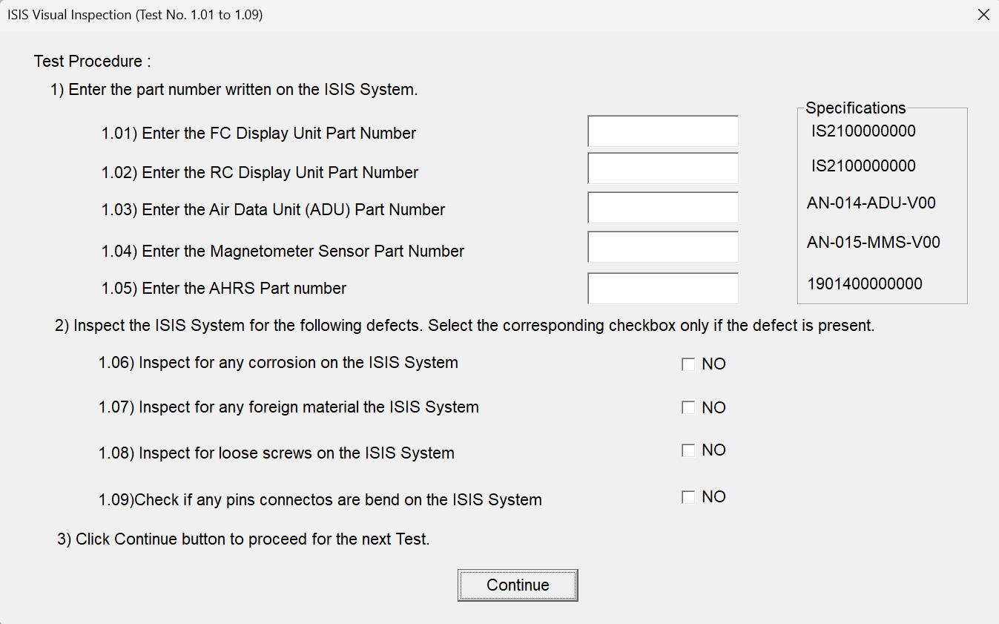 ISIS Visual Inspection (Test No. 1.01 to 1.09)
Test Procedure :
1) Enter the part number written on the ISIS System.
Specifications
1.01) Enter the FC Display Unit Part Number
IS2100000000
1.02) Enter the RC Display Unit Part Number
IS2100000000
1.03) Enter the Air Data Unit (ADU) Part Number
AN-014-ADU-V00
1.04) Enter the Magnetometer Sensor Part Number
AN-015-MMS-V00
1.05) Enter the AHRS Part number
1901400000000
2) Inspect the ISIS System for the following defects. Select the corresponding checkbox only if the defect is present.
1.06) Inspect for any corrosion on the ISIS System
NO
1.07) Inspect for any foreign material the ISIS System
NO
1.08) Inspect for loose screws on the ISIS System
NO
1.09)Check if any pins connectos are bend on the ISIS System
NO
3) Click Continue button to proceed for the next Test.
Continue